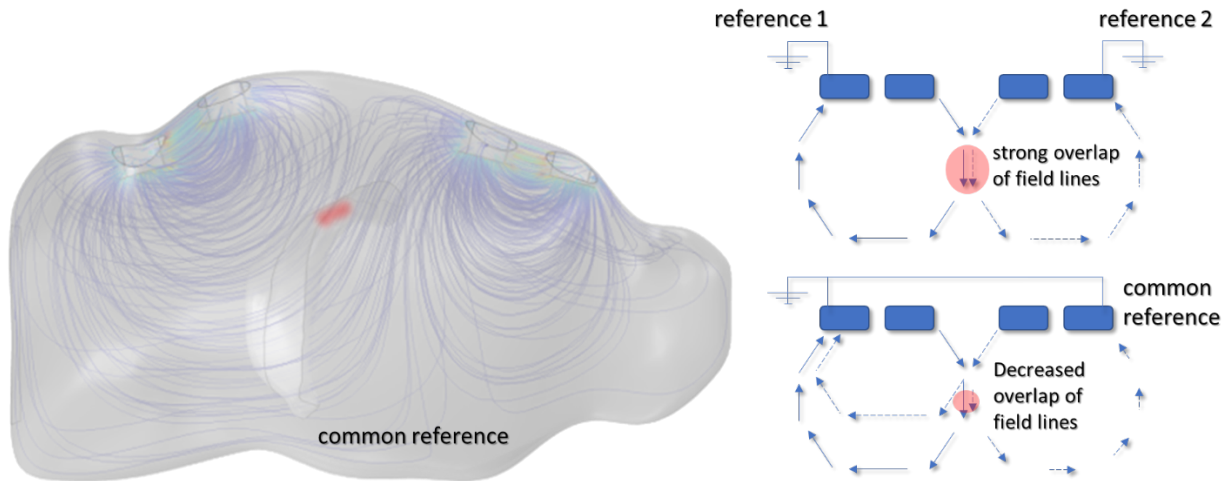 reference 1
reference 2
strong overlap
of field lines
common
reference
Decreased
overlap of
field lines
common reference